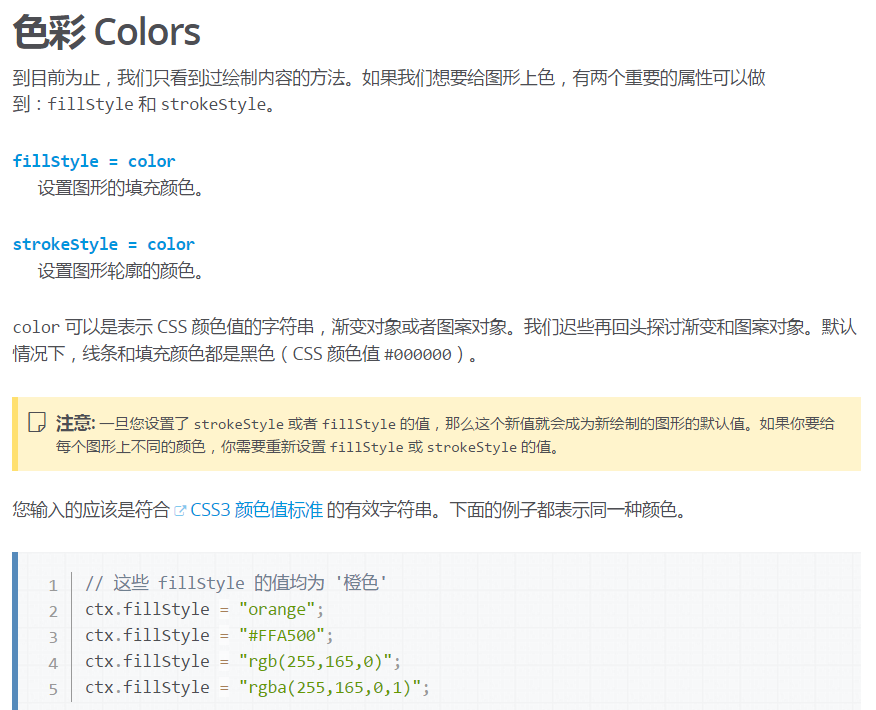 色彩 Colors
到目前为止，我们只看到过绘制内容的方法。如果我们想要给图形上色，有两个重要的属性可以做
到：fillStyle 和 strokeStyle。
fillStyle = color
设置图形的填充颜色。
strokeStyle = color
设置图形轮廓的颜色。
color 可以是表示 CSS 颜色值的字符串，渐变对象或者图案对象。我们迟些再回头探讨渐变和图案对象。默认
情况下，线条和填充颜色都是黑色（CSS 颜色值 #000000）。
注意: 一旦您设置了 strokeStyle 或者 fillStyle 的值，那么这个新值就会成为新绘制的图形的默认值。如果你要给
每个图形上不同的颜色，你需要重新设置 fillStyle 或 strokeStyle 的值。
您输入的应该是符合 CSS3 颜色值标准 的有效字符串。下面的例子都表示同一种颜色。
1 // 这些 fillStyle 的值均为 '橙色'
2 ctx.fillStyle = "orange";
3 ctx.fillStyle = "#FFA500";
4 ctx.fillStyle = "rgb(255,165,0)";
5 ctx.fillStyle = "rgba(255,165,0,1)";